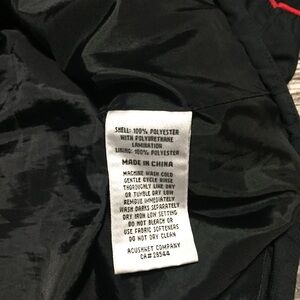 SHELL: 100% POLYESTER
WITH POLYURETHANE
LAMINATION
LINING: 100% POLYESTER
MADE IN CHINA
MACHINE WASH COLD
GENTLE CYCLE RINSE
THOROUGHLY LINE DRY
OR TUMBLE DRY LOW
REMOVE IMMEDIATELY
WASH DARKS SEPARATELY
DRY IRON LOW SETTING
DO NOT BLEACH OR
USE FABRIC SOFTENERS
DO NOT DRY CLEAN
ACUSHNET COMPANY
CA# 28544